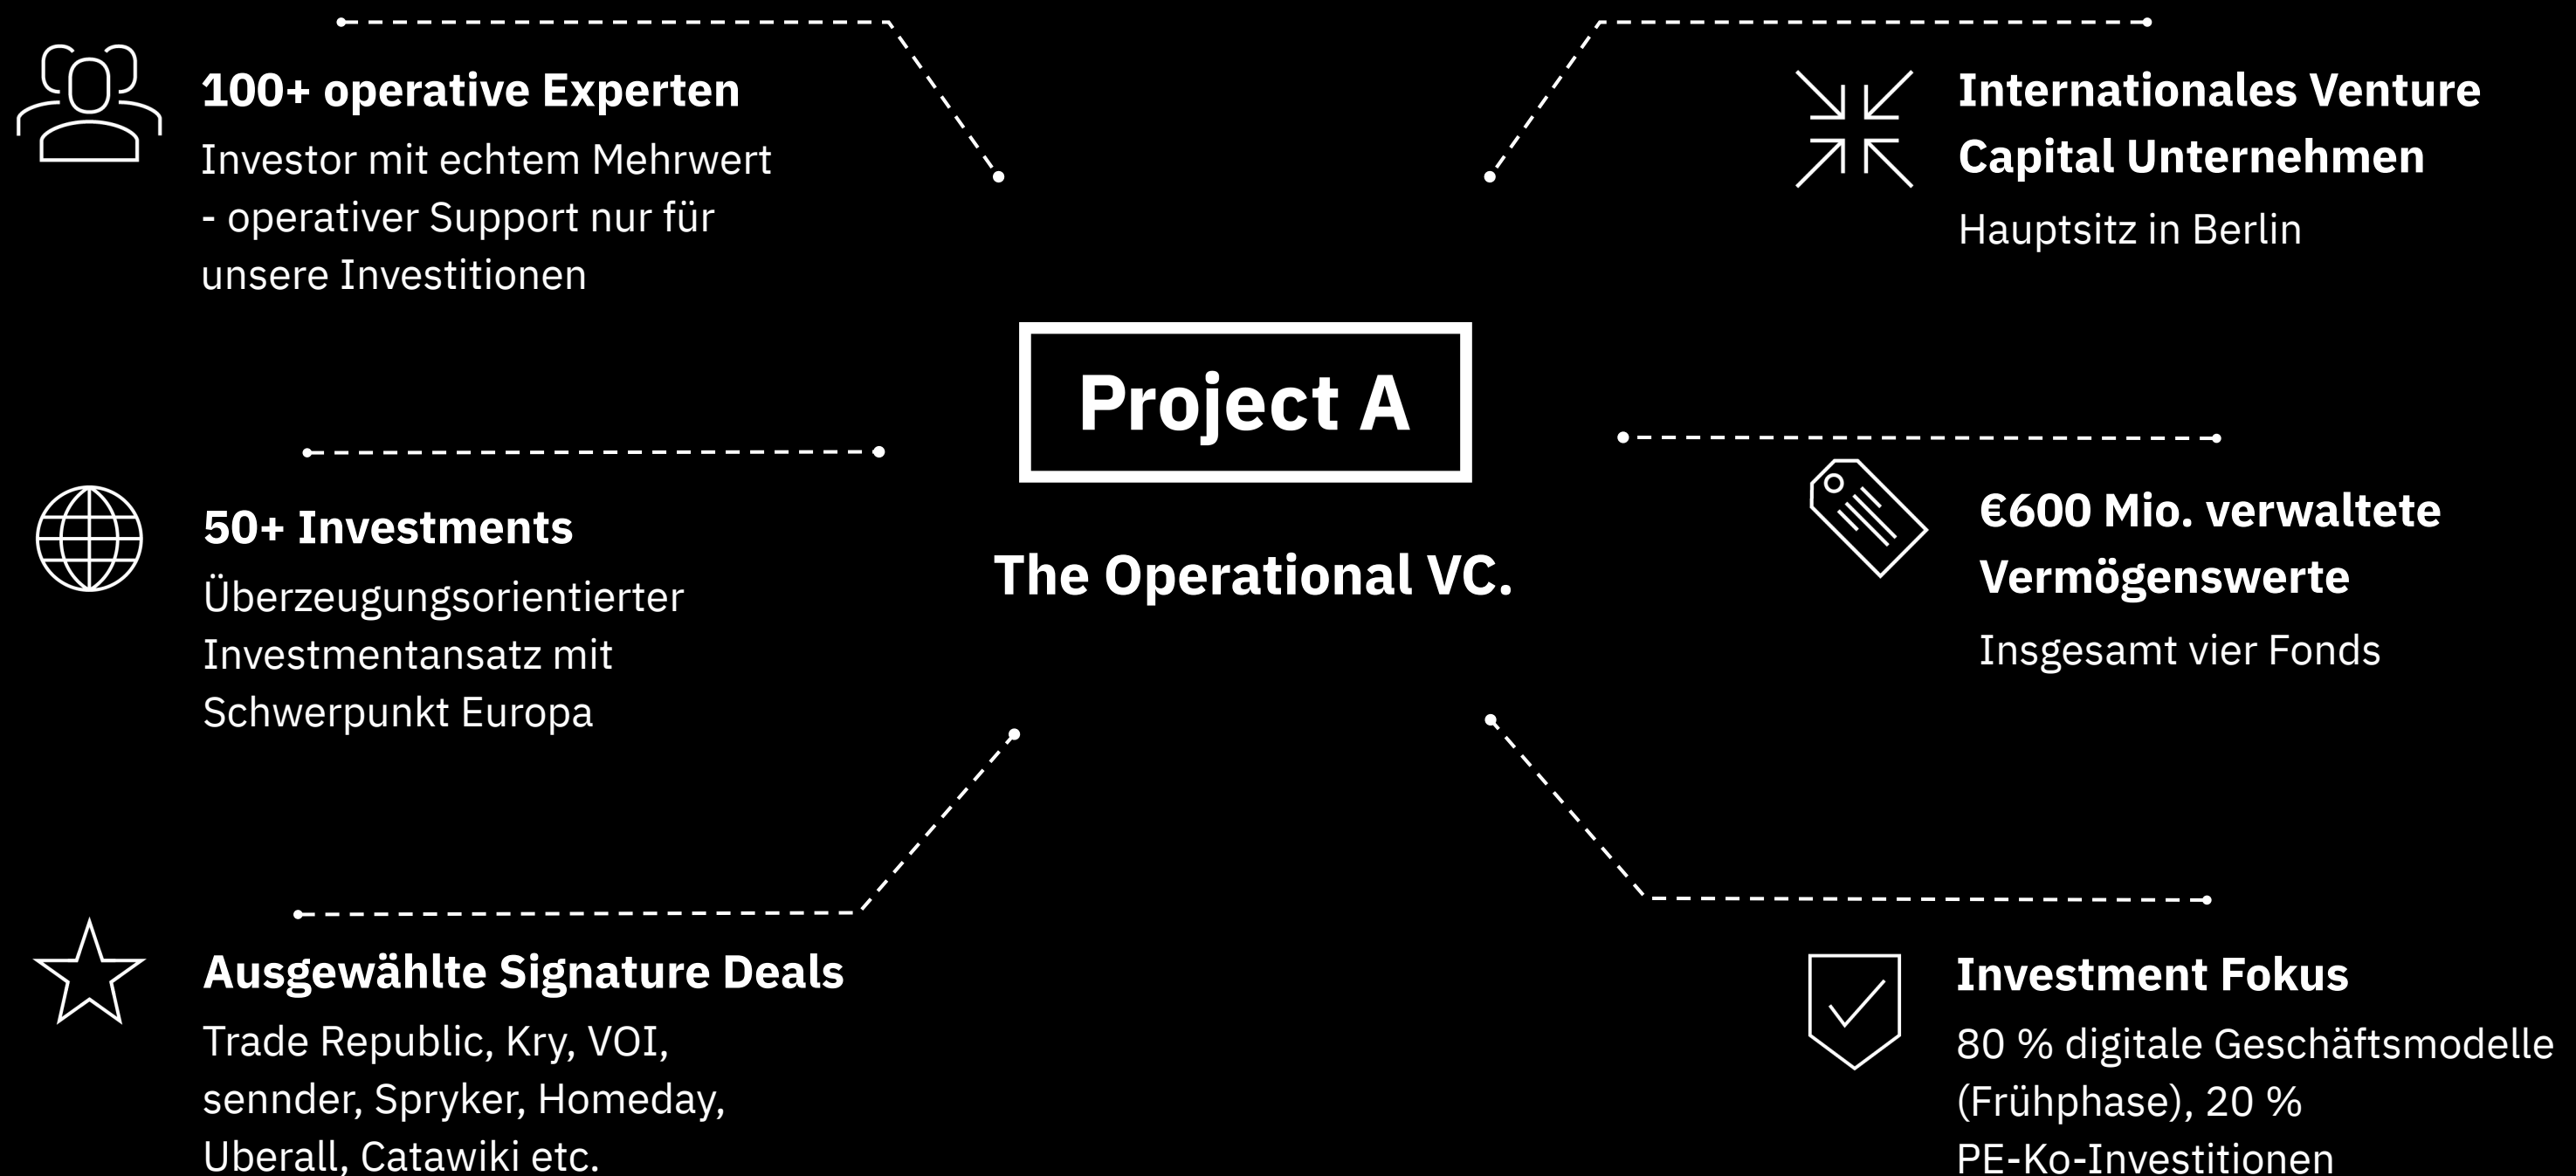 100+ operative Experten
Investor mit echtem Mehrwert
- operativer Support nur für
unsere Investitionen
50+ Investments
Überzeugungsorientierter
Investmentansatz mit
Schwerpunkt Europa
Ausgewählte Signature Deals
Trade Republic, Kry, VOI,
sennder, Spryker, Homeday,
Uberall, Catawiki etc.
Project A
The Operational VC.
Internationales Venture
Capital Unternehmen
Hauptsitz in Berlin
€600 Mio. verwaltete
Vermögenswerte
Insgesamt vier Fonds
Investment Fokus
80 % digitale Geschäftsmodelle
(Frühphase), 20 %
PE-Ko-Investitionen